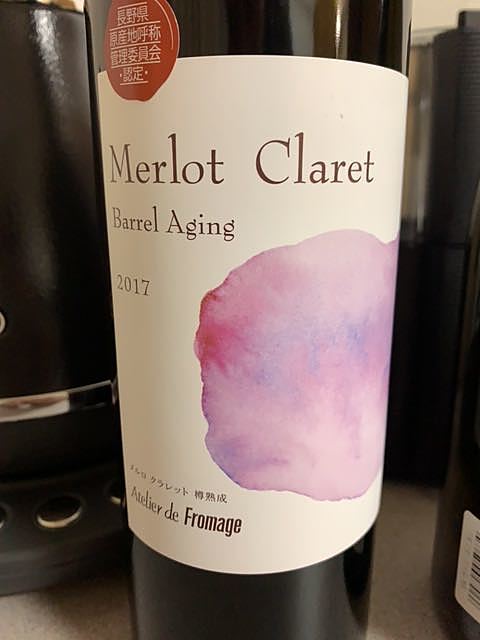 長野県
原産地呼称
管理委員会
・認定・
Merlot Claret
Barrel Aging
2017
メルロ クラレット 樽熟成
Atelier de Fromage